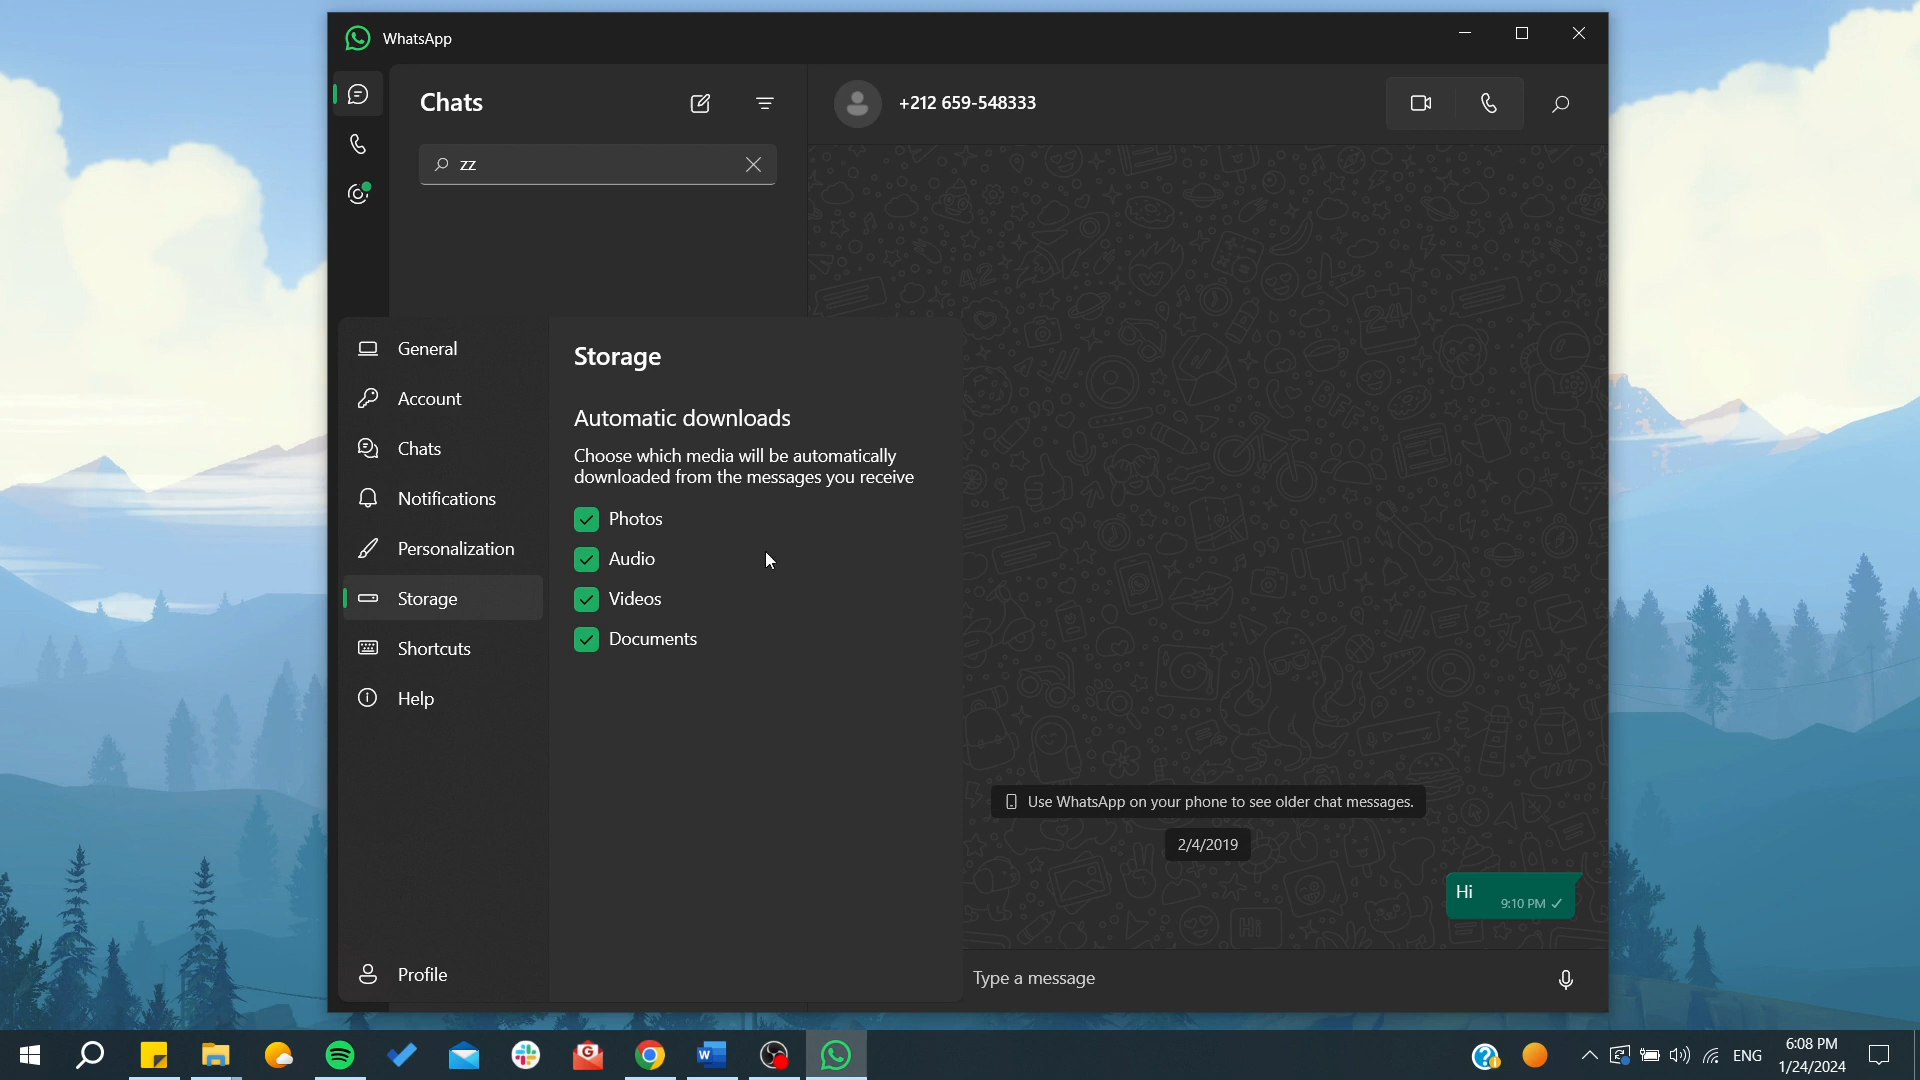 WhatsApp
Chats
zz
+212 659-548333
General
Account
Chats
Notifications
Personalization
Storage
Shortcuts
Help
Profile
Storage
Automatic downloads
Choose which media will be automatically
downloaded from the messages you receive
Photos
Audio
Videos
Documents
Use WhatsApp on your phone to see older chat messages.
2/4/2019
Hi
9:10 PM
Type a message
ENG
6:08 PM
1/24/2024